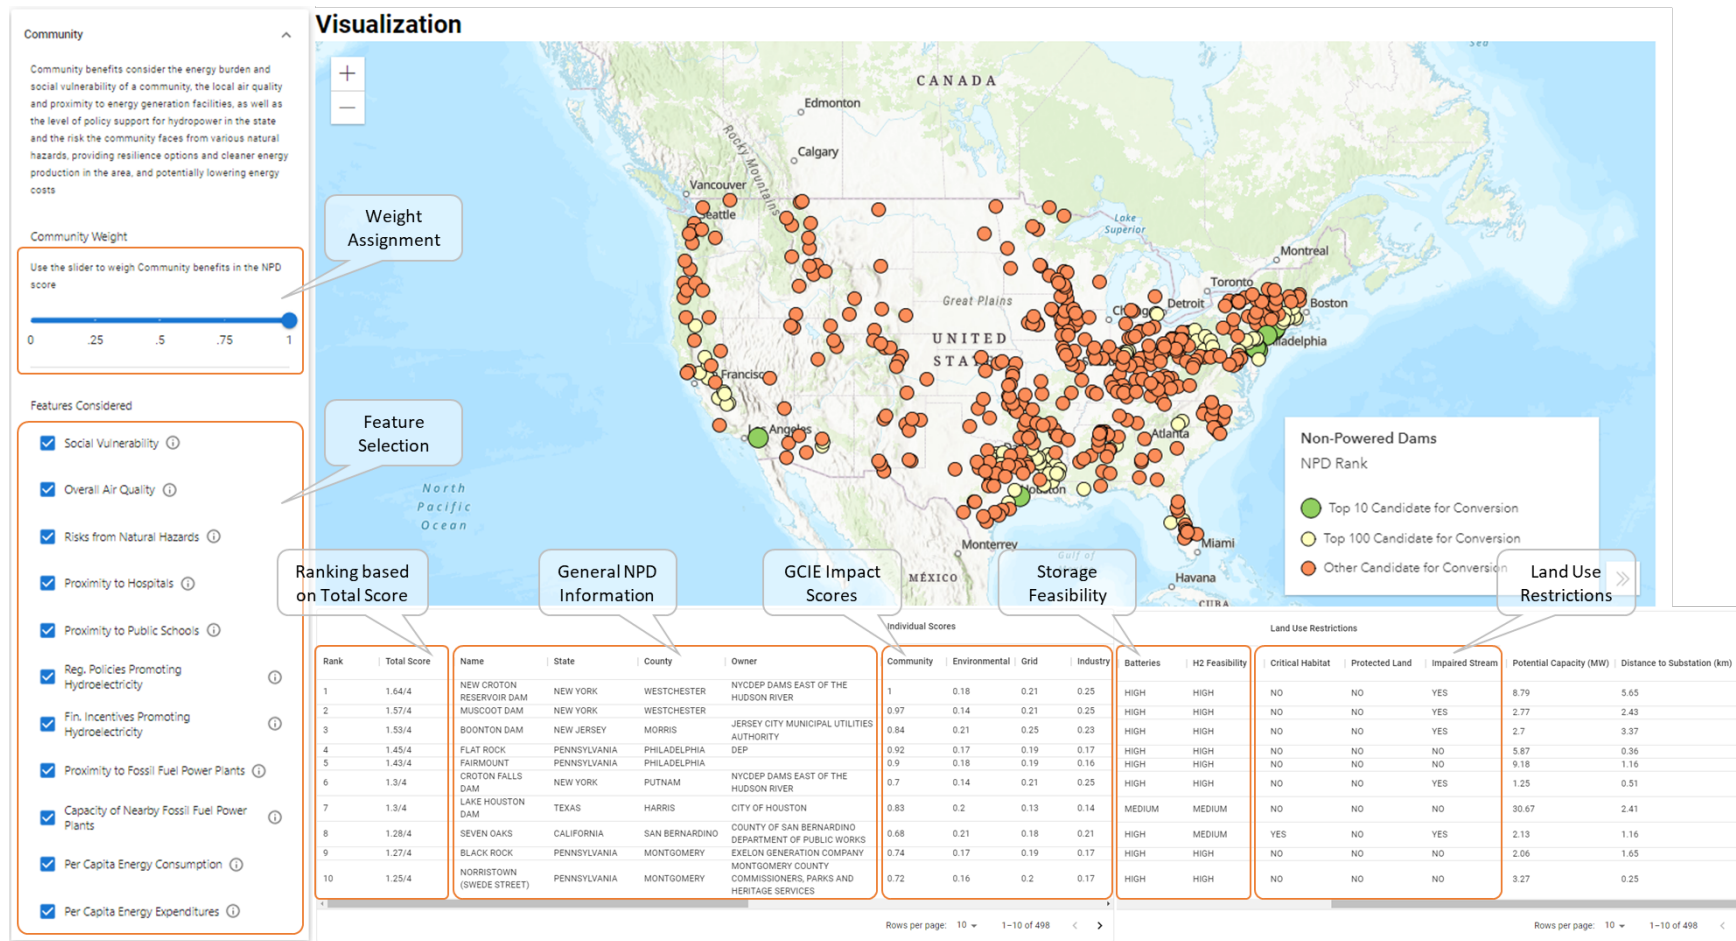 Community
Community benefits consider the energy burden and
social vulnerability of a community, the local air quality
and proximity to energy generation facilities, as well as
the level of policy support for hydropower in the state
and the risk the community faces from various natural
hazards, providing resilience options and cleaner energy
production in the area, and potentially lowering energy
costs
Community Weight
Use the slider to weigh Community benefits in the NPD
score
0 .25 .5 .75 1
Features Considered
Social Vulnerability
Overall Air Quality
Risks from Natural Hazards
Proximity to Hospitals
Proximity to Public Schools
Reg. Policies Promoting
Hydroelectricity
Fin. Incentives Promoting
Hydroelectricity
Proximity to Fossil Fuel Power Plants
Capacity of Nearby Fossil Fuel Power
Plants
Per Capita Energy Consumption
Per Capita Energy Expenditures
Weight
Assignment
Feature
Selection
Visualization
+
−
CANADA
Edmonton
Calgary
Rocky Mountains
Vancouver
Seattle
Lake
Superior
Montreal
Toronto
Detroit
Boston
Great Plains
UNITED
Francisco
Los Angeles
Atlanta
Houston
North
Pacific
Ocean
Monterrey
Gulf of
Miami
MÉXICO
Havana
CUBA
Non-Powered Dams
NPD Rank
Top 10 Candidate for Conversion
Top 100 Candidate for Conversion
Other Candidate for Conversion
Ranking based
on Total Score
General NPD
Information
GCIE Impact
Scores
Storage
Feasibility
Land Use
Restrictions
Individual Scores
Land Use Restrictions
Rank Total Score Name State County Owner Community Environmental Grid Industry Batteries H2 Feasibility Critical Habitat Protected Land Impaired Stream Potential Capacity (MW) Distance to Substation (km)
1 1.64/4 NEW CROTON RESERVOIR DAM NEW YORK WESTCHESTER NYCDEP DAMS EAST OF THE HUDSON RIVER 1 0.18 0.21 0.25 HIGH HIGH NO NO YES 8.79 5.65
2 1.57/4 MUSCOOT DAM NEW YORK WESTCHESTER 0.97 0.14 0.21 0.25 HIGH HIGH NO NO YES 2.77 2.43
3 1.53/4 BOONTON DAM NEW JERSEY MORRIS JERSEY CITY MUNICIPAL UTILITIES AUTHORITY 0.84 0.21 0.25 0.23 HIGH HIGH NO NO YES 2.7 3.37
4 1.45/4 FLAT ROCK PENNSYLVANIA PHILADELPHIA DEP 0.92 0.17 0.19 0.17 HIGH HIGH NO NO NO 5.87 0.36
5 1.43/4 FAIRMOUNT PENNSYLVANIA PHILADELPHIA 0.9 0.18 0.19 0.16 HIGH HIGH NO NO NO 9.18 1.16
6 1.3/4 CROTON FALLS DAM NEW YORK PUTNAM NYCDEP DAMS EAST OF THE HUDSON RIVER 0.7 0.14 0.21 0.25 HIGH HIGH NO NO YES 1.25 0.51
7 1.3/4 LAKE HOUSTON DAM TEXAS HARRIS CITY OF HOUSTON 0.83 0.2 0.13 0.14 MEDIUM MEDIUM NO NO NO 30.67 2.41
8 1.28/4 SEVEN OAKS CALIFORNIA SAN BERNARDINO COUNTY OF SAN BERNARDINO DEPARTMENT OF PUBLIC WORKS 0.68 0.21 0.18 0.21 HIGH MEDIUM YES NO YES 2.13 1.16
9 1.27/4 BLACK ROCK PENNSYLVANIA MONTGOMERY EXELON GENERATION COMPANY 0.74 0.17 0.19 0.17 HIGH HIGH NO NO NO 2.06 1.65
10 1.25/4 NORRISTOWN (SWEDE STREET) PENNSYLVANIA MONTGOMERY MONTGOMERY COUNTY COMMISSIONERS, PARKS AND HERITAGE SERVICES 0.72 0.16 0.2 0.17 HIGH HIGH NO NO NO 3.27 0.25
Rows per page: 10 1–10 of 498
Rows per page: 10 1–10 of 498